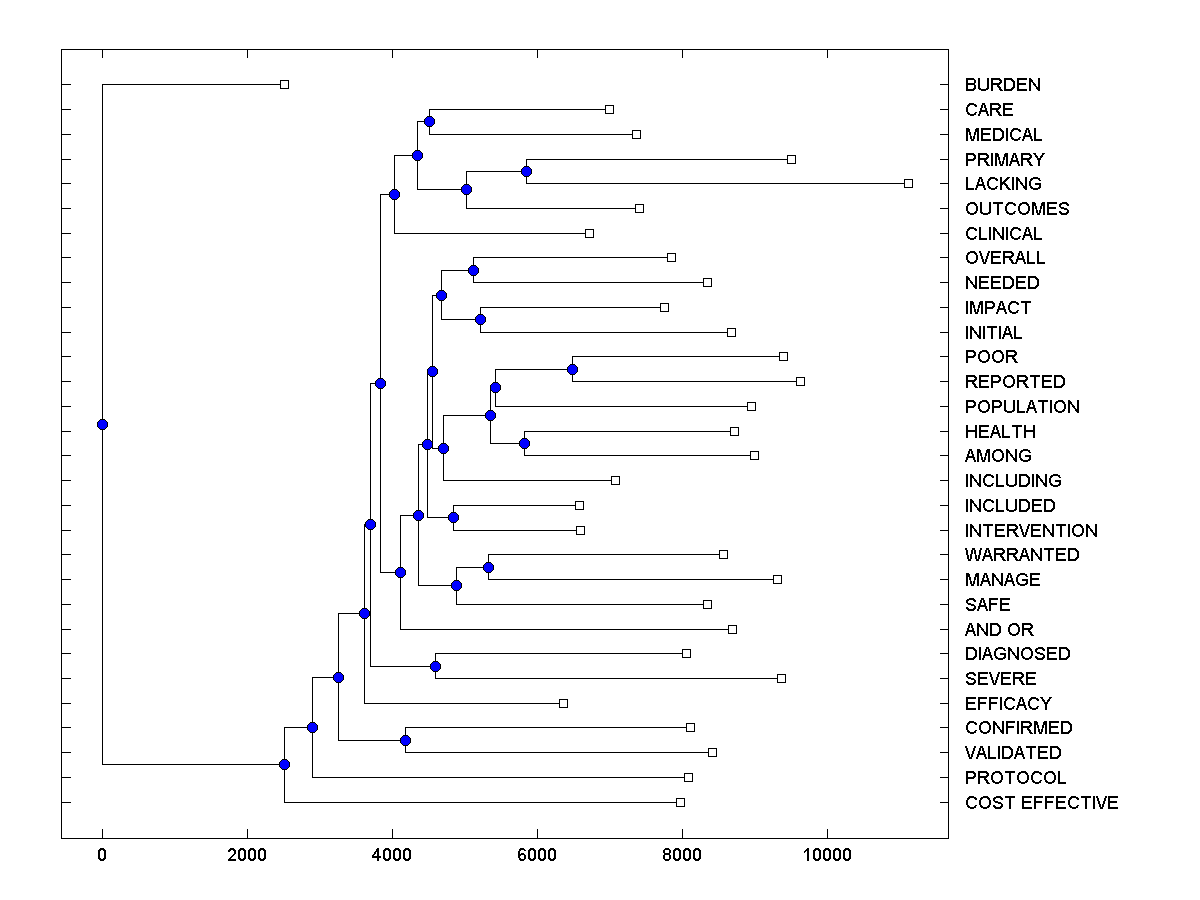 BURDEN
CARE
MEDICAL
PRIMARY
LACKING
OUTCOMES
CLINICAL
OVERALL
NEEDED
IMPACT
INITIAL
POOR
REPORTED
POPULATION
HEALTH
AMONG
INCLUDING
INCLUDED
INTERVENTION
WARRANTED
MANAGE
SAFE
AND OR
DIAGNOSED
SEVERE
EFFICACY
CONFIRMED
VALIDATED
PROTOCOL
COST EFFECTIVE
0 2000 4000 6000 8000 10000